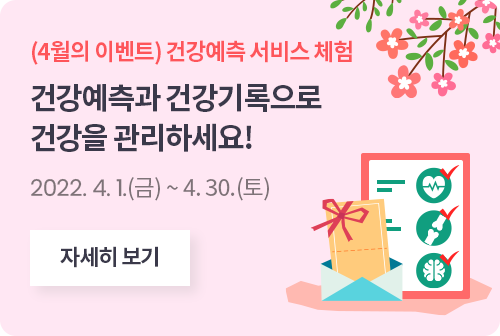 (4월의 이벤트) 건강예측 서비스 체험
건강예측과 건강기록으로
건강을 관리하세요!
2022. 4. 1.(금) ~ 4. 30.(토)
자세히 보기